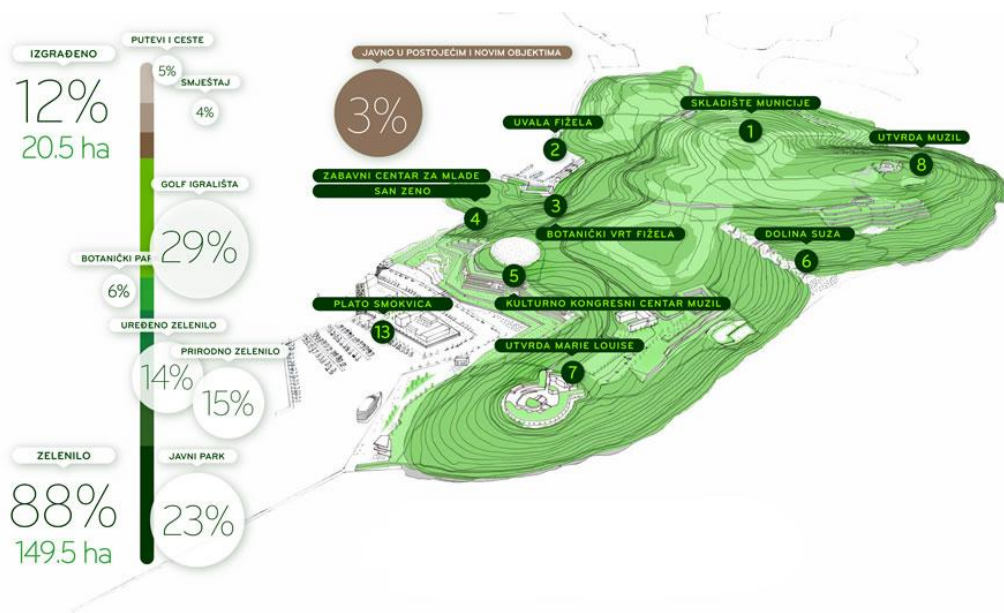 IZGRAĐENO
12%
20.5 ha
PUTEVI I CESTE
5%
SMJEŠTAJ
4%
JAVNO U POSTOJEĆIM I NOVIM OBJEKTIMA
3%
GOLF IGRALIŠTA
29%
BOTANIČKI PAR
6%
UREĐENO ZELENILO
14%
PRIRODNO ZELENILO
15%
ZELENILO
88%
149.5 ha
JAVNI PARK
23%
SKLADIŠTE MUNICIJE
1
UVALA FIŽELA
2
UTVRDA MUZIL
8
ZABAVNI CENTAR ZA MLADE
SAN ZENO
3
4
BOTANIČKI VRT FIŽELA
DOLINA SUZA
6
5
PLATO SMOKVICA
13
KULTURNO KONGRESNI CENTAR MUZIL
UTVRDA MARIE LOUISE
7